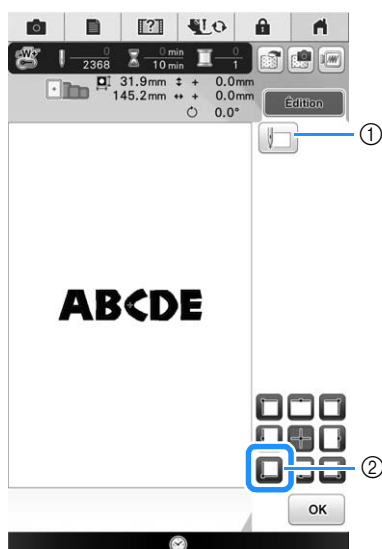 0 0 min 0
2368 10 min 1
31.9mm + 0.0mm
145.2mm + 0.0mm
0.0°
Édition
①
ABCDE
②
OK